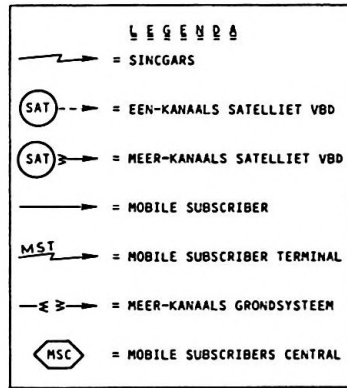 LEGENDA
= SINCGARS
SAT = EEN-KANAALS SATELLIET VBD
SAT = MEER-KANAALS SATELLIET VBD
= MOBILE SUBSCRIBER
MST = MOBILE SUBSCRIBER TERMINAL
= MEER-KANAALS GRONDSYSTEEM
MSC = MOBILE SUBSCRIBERS CENTRAL